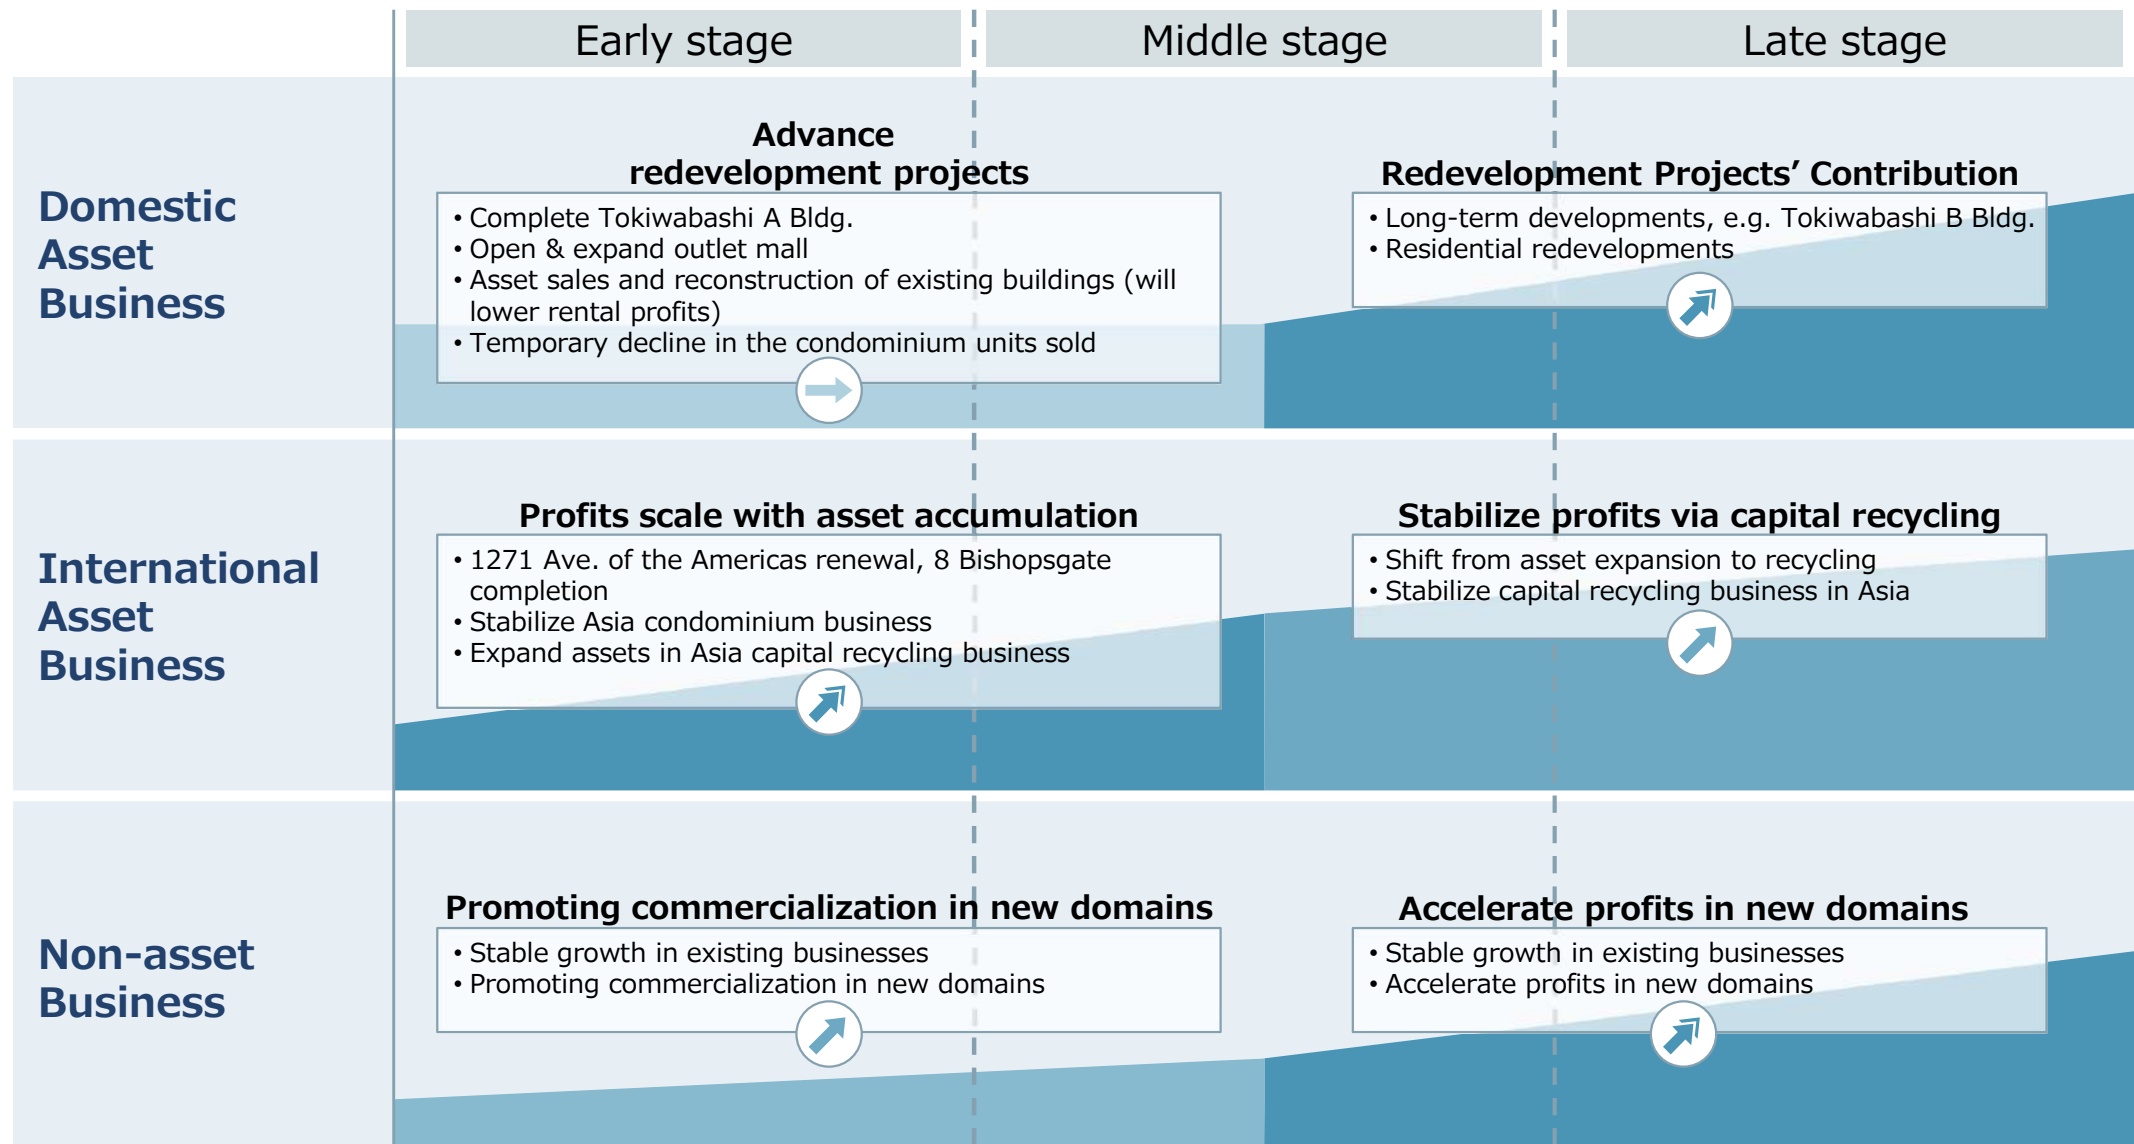 Early stage
Middle stage
Late stage
Domestic
Asset
Business
Advance
redevelopment projects
• Complete Tokiwabashi A Bldg.
• Open & expand outlet mall
• Asset sales and reconstruction of existing buildings (will
lower rental profits)
• Temporary decline in the condominium units sold
Redevelopment Projects’ Contribution
• Long-term developments, e.g. Tokiwabashi B Bldg.
• Residential redevelopments
International
Asset
Business
Profits scale with asset accumulation
• 1271 Ave. of the Americas renewal, 8 Bishopsgate
completion
• Stabilize Asia condominium business
• Expand assets in Asia capital recycling business
Stabilize profits via capital recycling
• Shift from asset expansion to recycling
• Stabilize capital recycling business in Asia
Non-asset
Business
Promoting commercialization in new domains
• Stable growth in existing businesses
• Promoting commercialization in new domains
Accelerate profits in new domains
• Stable growth in existing businesses
• Accelerate profits in new domains